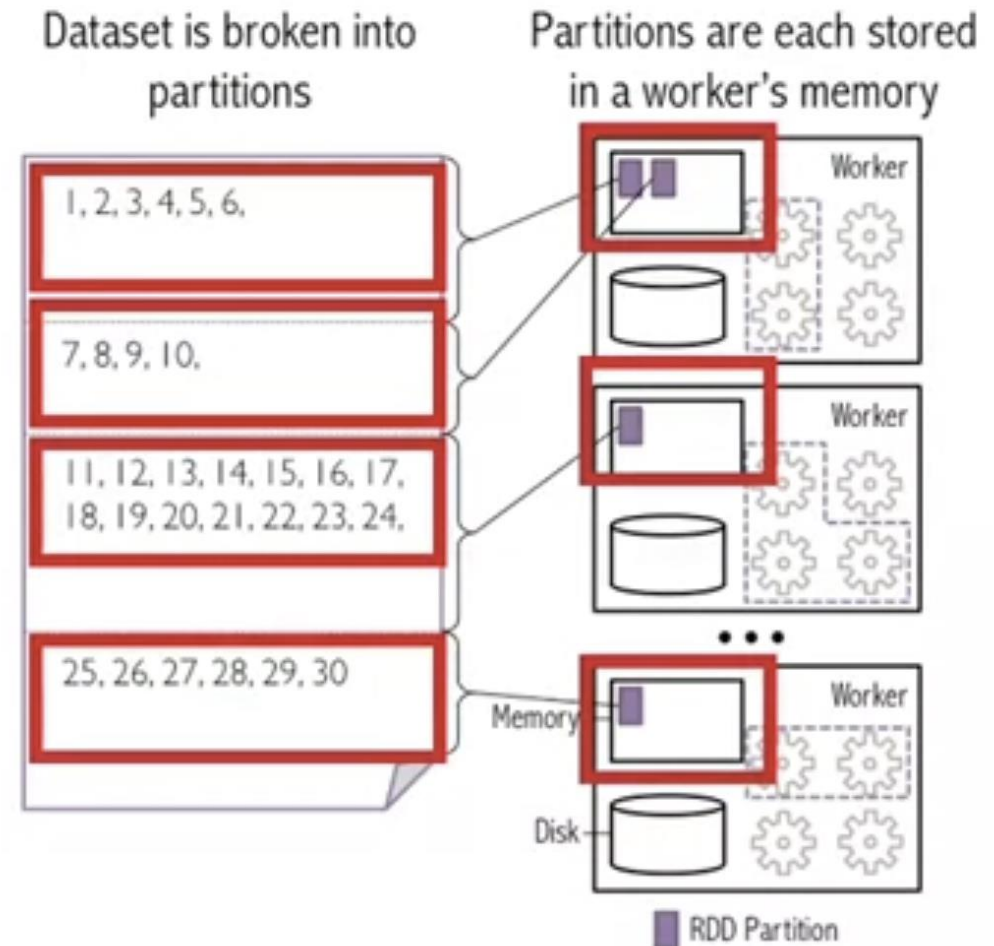 Dataset is broken into
partitions
Partitions are each stored
in a worker's memory
1, 2, 3, 4, 5, 6,
7, 8, 9, 10,
11, 12, 13, 14, 15, 16, 17,
18, 19, 20, 21, 22, 23, 24,
25, 26, 27, 28, 29, 30
Worker
Worker
•••
Worker
Memory
Disk
RDD Partition